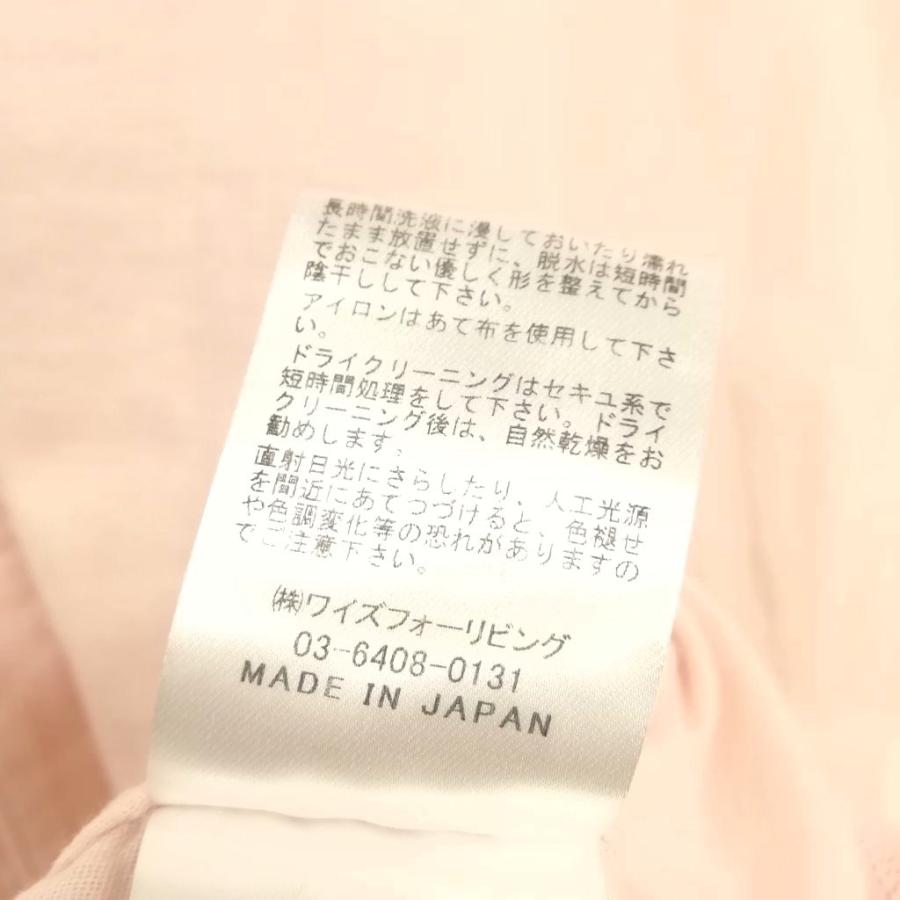 長時間洗液に浸しておいたり濡れ
たまま放置せずに、脱水は短時間
でおこない優しく形を整えてから
陰干しして下さい。
アイロンはあて布を使用して下さ
い。
ドライクリーニングはセキユ系で
短時間処理をして下さい。ドライ
クリーニング後は、自然乾燥をお
勧めします。
直射日光にさらしたり、人工光源
を間近にあてつづけると、色褪せ
や色調変化等の恐れがありますの
でご注意下さい。
㈱ワイズフォーリビング
03-6408-0131
MADE IN JAPAN